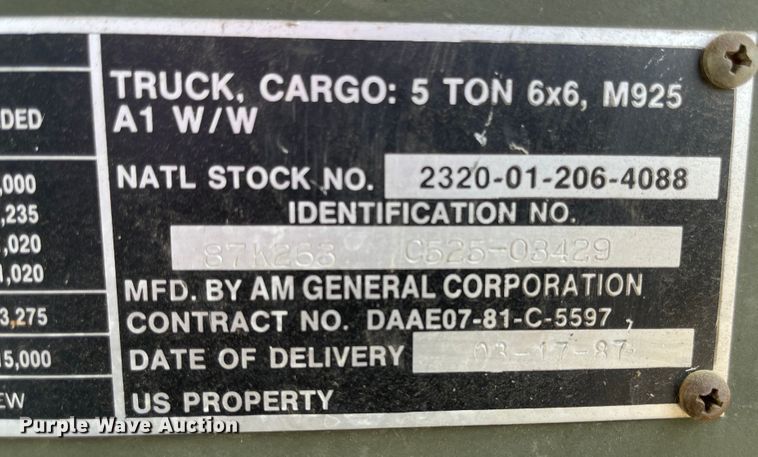 TRUCK, CARGO: 5 TON 6x6, M925
A1 W/W
DED
NATL STOCK NO. 2320-01-206-4088
,000
IDENTIFICATION NO.
,235
87K263 C525-03429
,020
1,020
MFD. BY AM GENERAL CORPORATION
3,275
CONTRACT NO. DAAE07-81-C-5597
DATE OF DELIVERY 03-17-87
15,000
US PROPERTY
EW
Purple Wave Auction